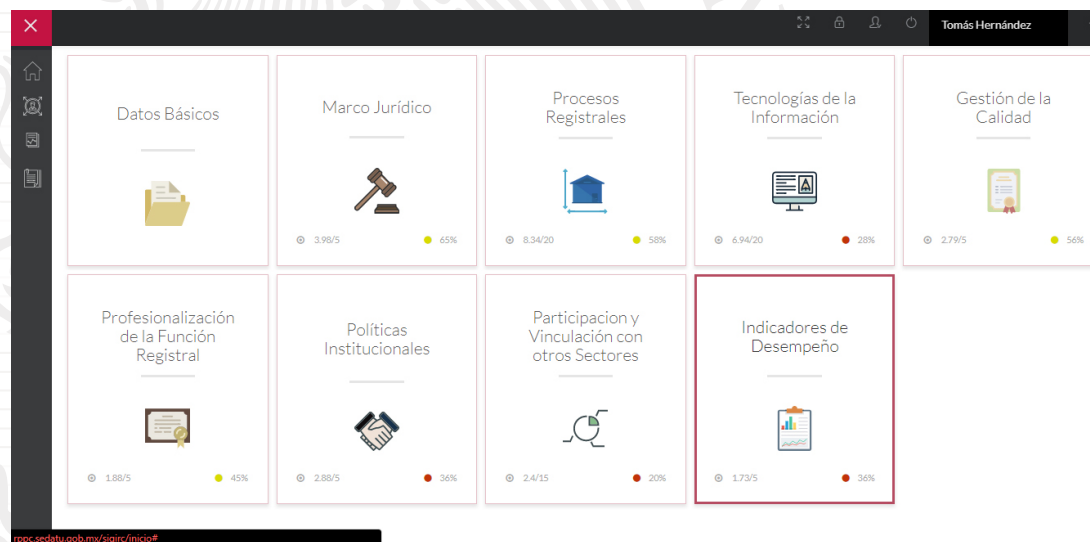 Tomás Hernández
Datos Básicos
Marco Jurídico
3.98/5
65%
Procesos
Registrales
8.34/20
58%
Tecnologías de la
Información
6.94/20
28%
Gestión de la
Calidad
2.79/5
56%
Profesionalización
de la Función
Registral
1.88/5
45%
Políticas
Institucionales
2.88/5
36%
Participacion y
Vinculación con
otros Sectores
2.4/15
20%
Indicadores de
Desempeño
1.73/5
36%
rppc.sedatu.gob.mx/sigirc/inicio#